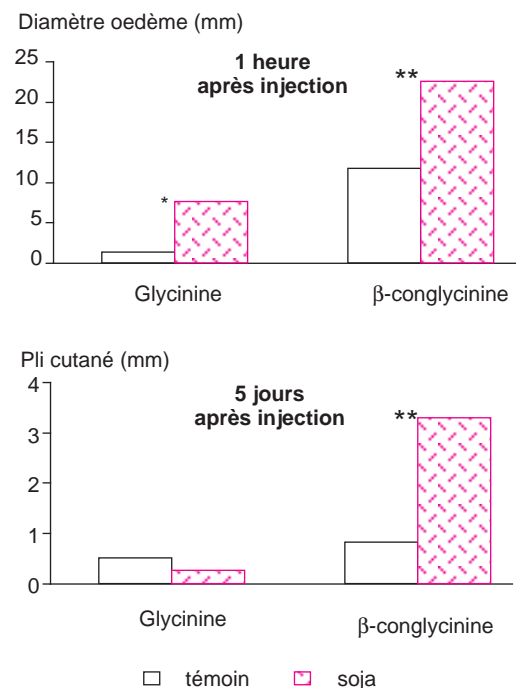 Diamètre oedème (mm)
25
20
15
10
5
0
1 heure
après injection
*
**
Glycinine
β-conglycinine
Pli cutané (mm)
4
3
2
1
0
5 jours
après injection
**
Glycinine
β-conglycinine
témoin
soja